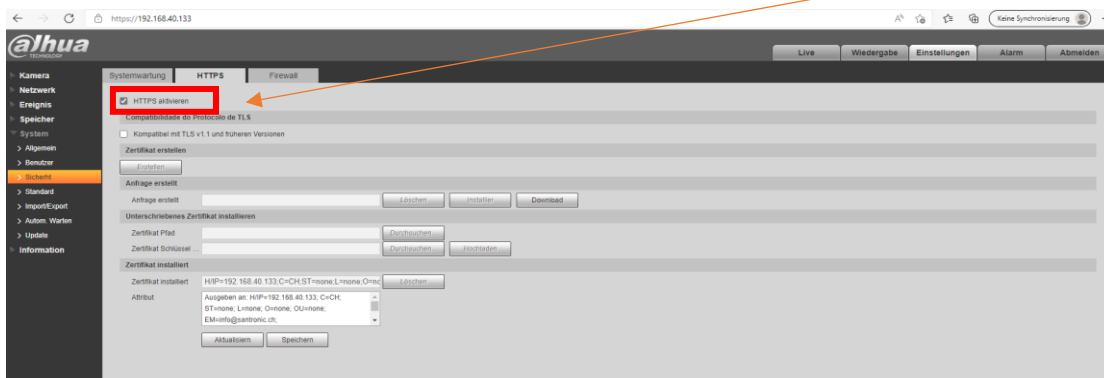 https://192.168.40.133
Keine Synchronisierung
alhua
TECHNOLOGY
Live
Wiedergabe
Einstellungen
Alarm
Abmelden
Kamera
Netzwerk
Ereignis
Speicher
System
> Allgemein
> Benutzer
> Sicherht
> Standard
> Import/Export
> Autom. Warten
> Update
Information
Systemwartung
HTTPS
Firewall
HTTPS aktivieren
Compatibilidade do Protocolo de TLS
Kompatibel mit TLS v1.1 und früheren Versionen
Zertifikat erstellen
Erstellen
Anfrage erstellt
Anfrage erstellt
Löschen
Installier
Download
Unterschriebenes Zertifikat installieren
Zertifikat Pfad
Durchsuchen
Zertifikat Schlüssel ...
Durchsuchen
Hochladen
Zertifikat installiert
Zertifikat installiert
H/IP=192.168.40.133;C=CH;ST=none;L=none;O=nc
Löschen
Attribut
Ausgeben an: H/IP=192.168.40.133; C=CH;
ST=none; L=none; O=none; OU=none;
EM=info@santronic.ch;
Aktualisiern
Speichern